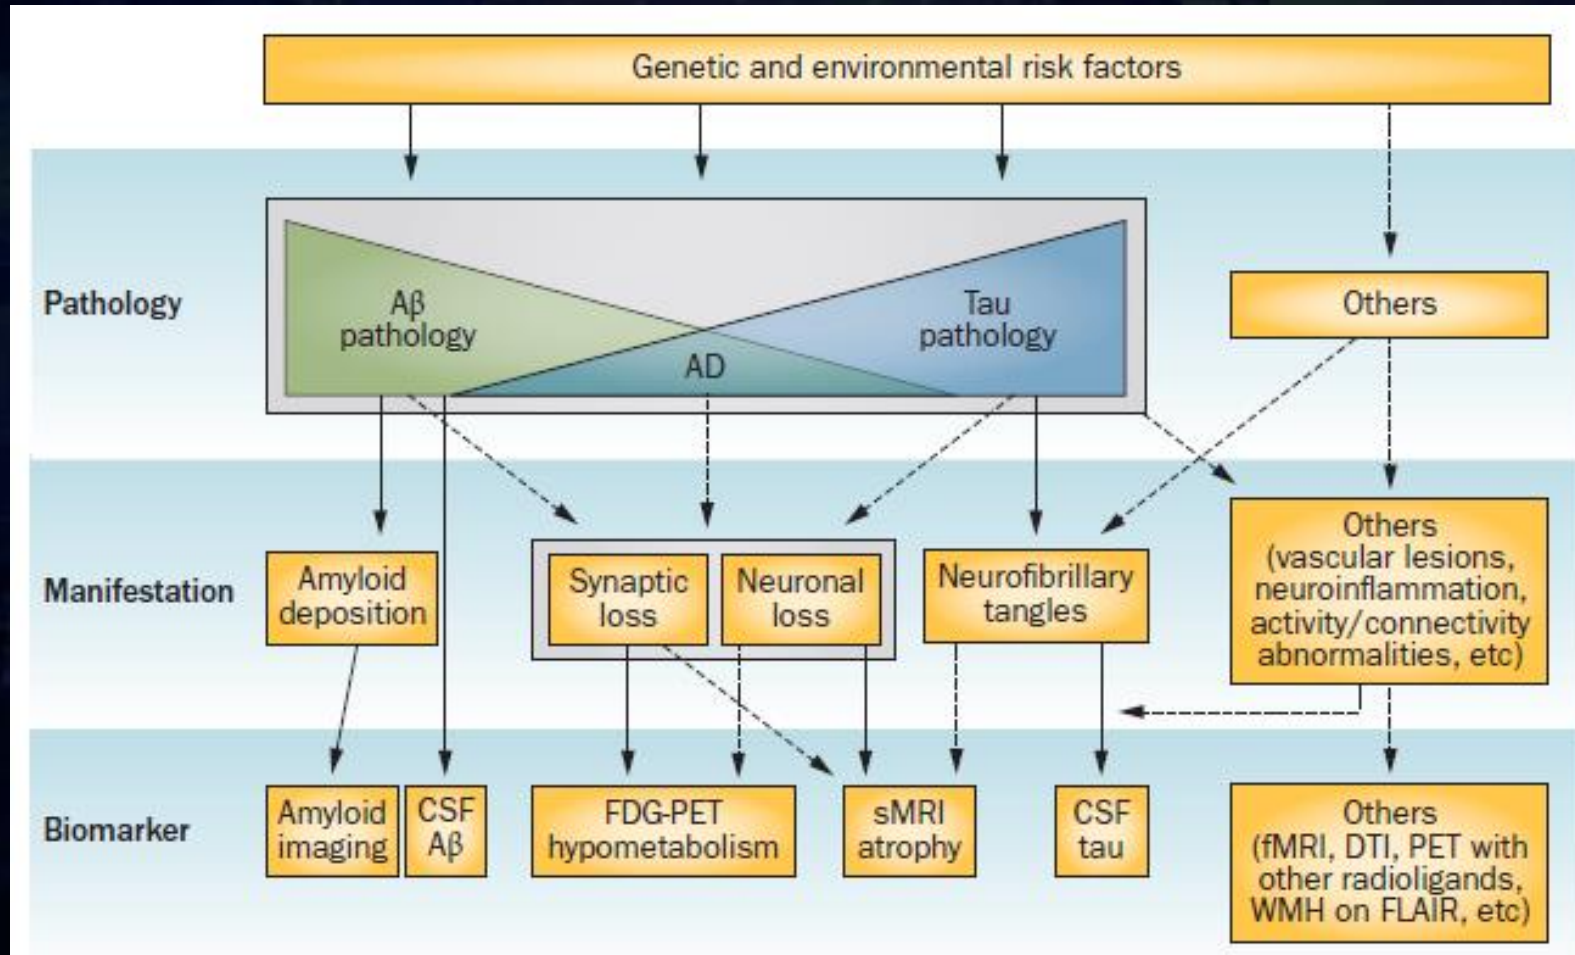 Genetic and environmental risk factors
Pathology
Aβ
pathology
AD
Tau
pathology
Others
Manifestation
Amyloid
deposition
Synaptic
loss
Neuronal
loss
Neurofibrillary
tangles
Others
(vascular lesions,
neuroinflammation,
activity/connectivity
abnormalities, etc)
Biomarker
Amyloid
imaging
CSF
Aβ
FDG-PET
hypometabolism
sMRI
atrophy
CSF
tau
Others
(fMRI, DTI, PET with
other radioligands,
WMH on FLAIR, etc)